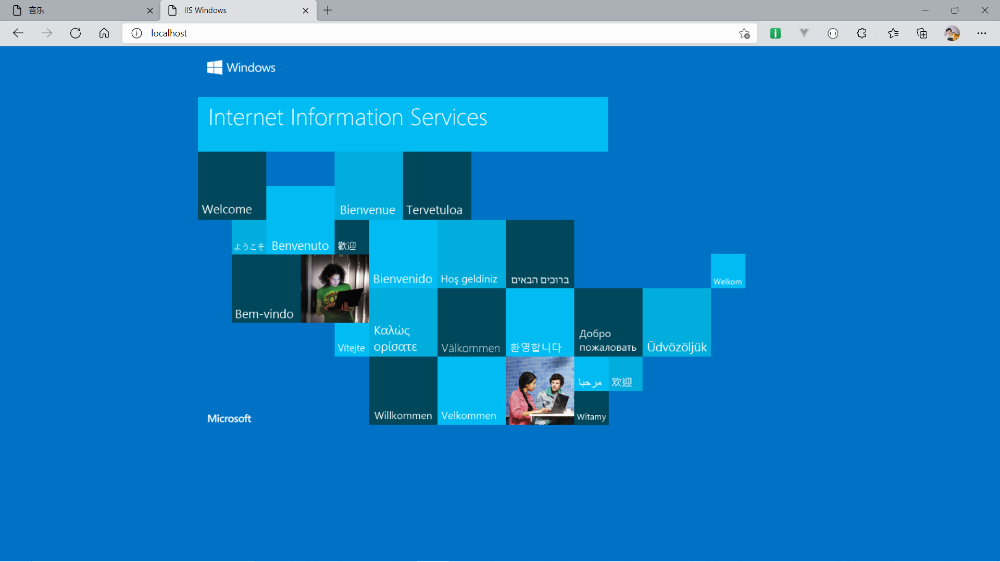 音乐
IIS Windows
localhost
Windows
Internet Information Services
Welcome
Bienvenue
Tervetuloa
ようこそ
Benvenuto
歡迎
Bienvenido
Hoş geldiniz
ברוכים הבאים
Welkom
Bem-vindo
Vítejte
Καλώς
ορίσατε
Välkommen
환영합니다
Добро
пожаловать
Üdvözöljük
مرحبا
欢迎
Willkommen
Velkommen
Witamy
Microsoft